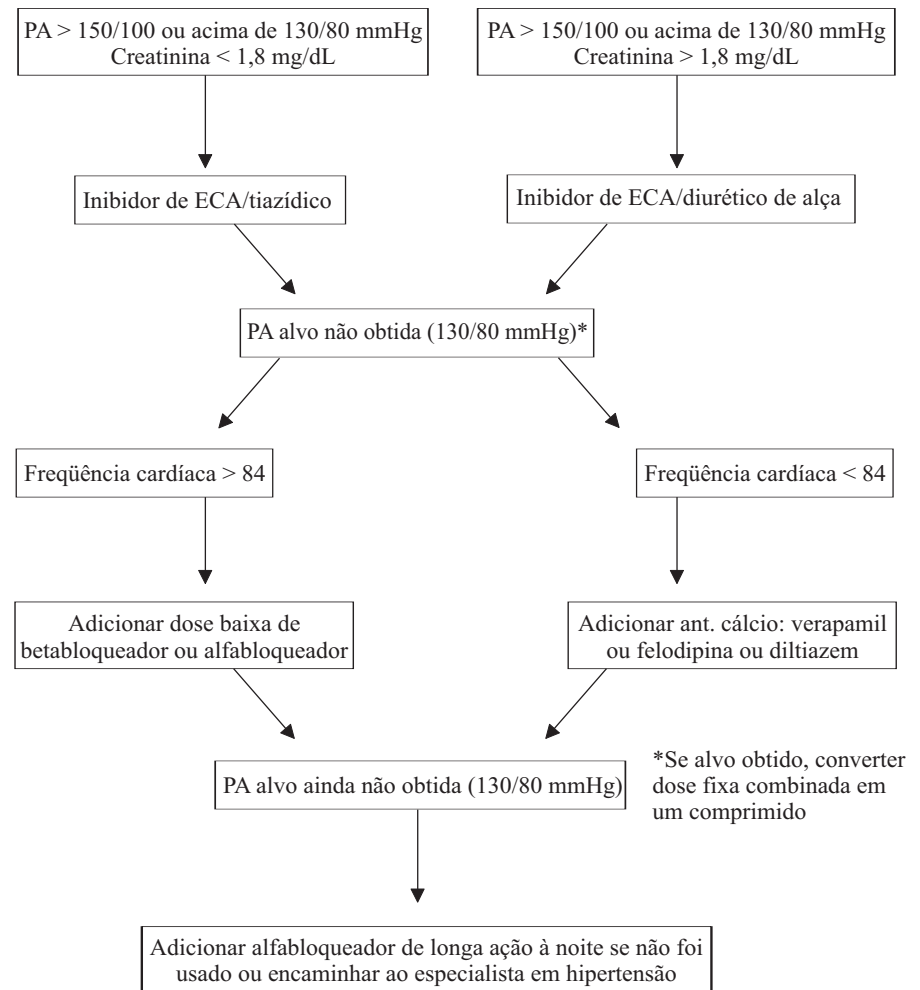 PA > 150/100 ou acima de 130/80 mmHg
Creatinina < 1,8 mg/dL
PA > 150/100 ou acima de 130/80 mmHg
Creatinina > 1,8 mg/dL
Inibidor de ECA/tiazídico
Inibidor de ECA/diurético de alça
PA alvo não obtida (130/80 mmHg)*
Freqüência cardíaca > 84
Freqüência cardíaca < 84
Adicionar dose baixa de
betabloqueador ou alfabloqueador
Adicionar ant. cálcio: verapamil
ou felodipina ou diltiazem
PA alvo ainda não obtida (130/80 mmHg)
*Se alvo obtido, converter
dose fixa combinada em
um comprimido
Adicionar alfabloqueador de longa ação à noite se não foi
usado ou encaminhar ao especialista em hipertensão